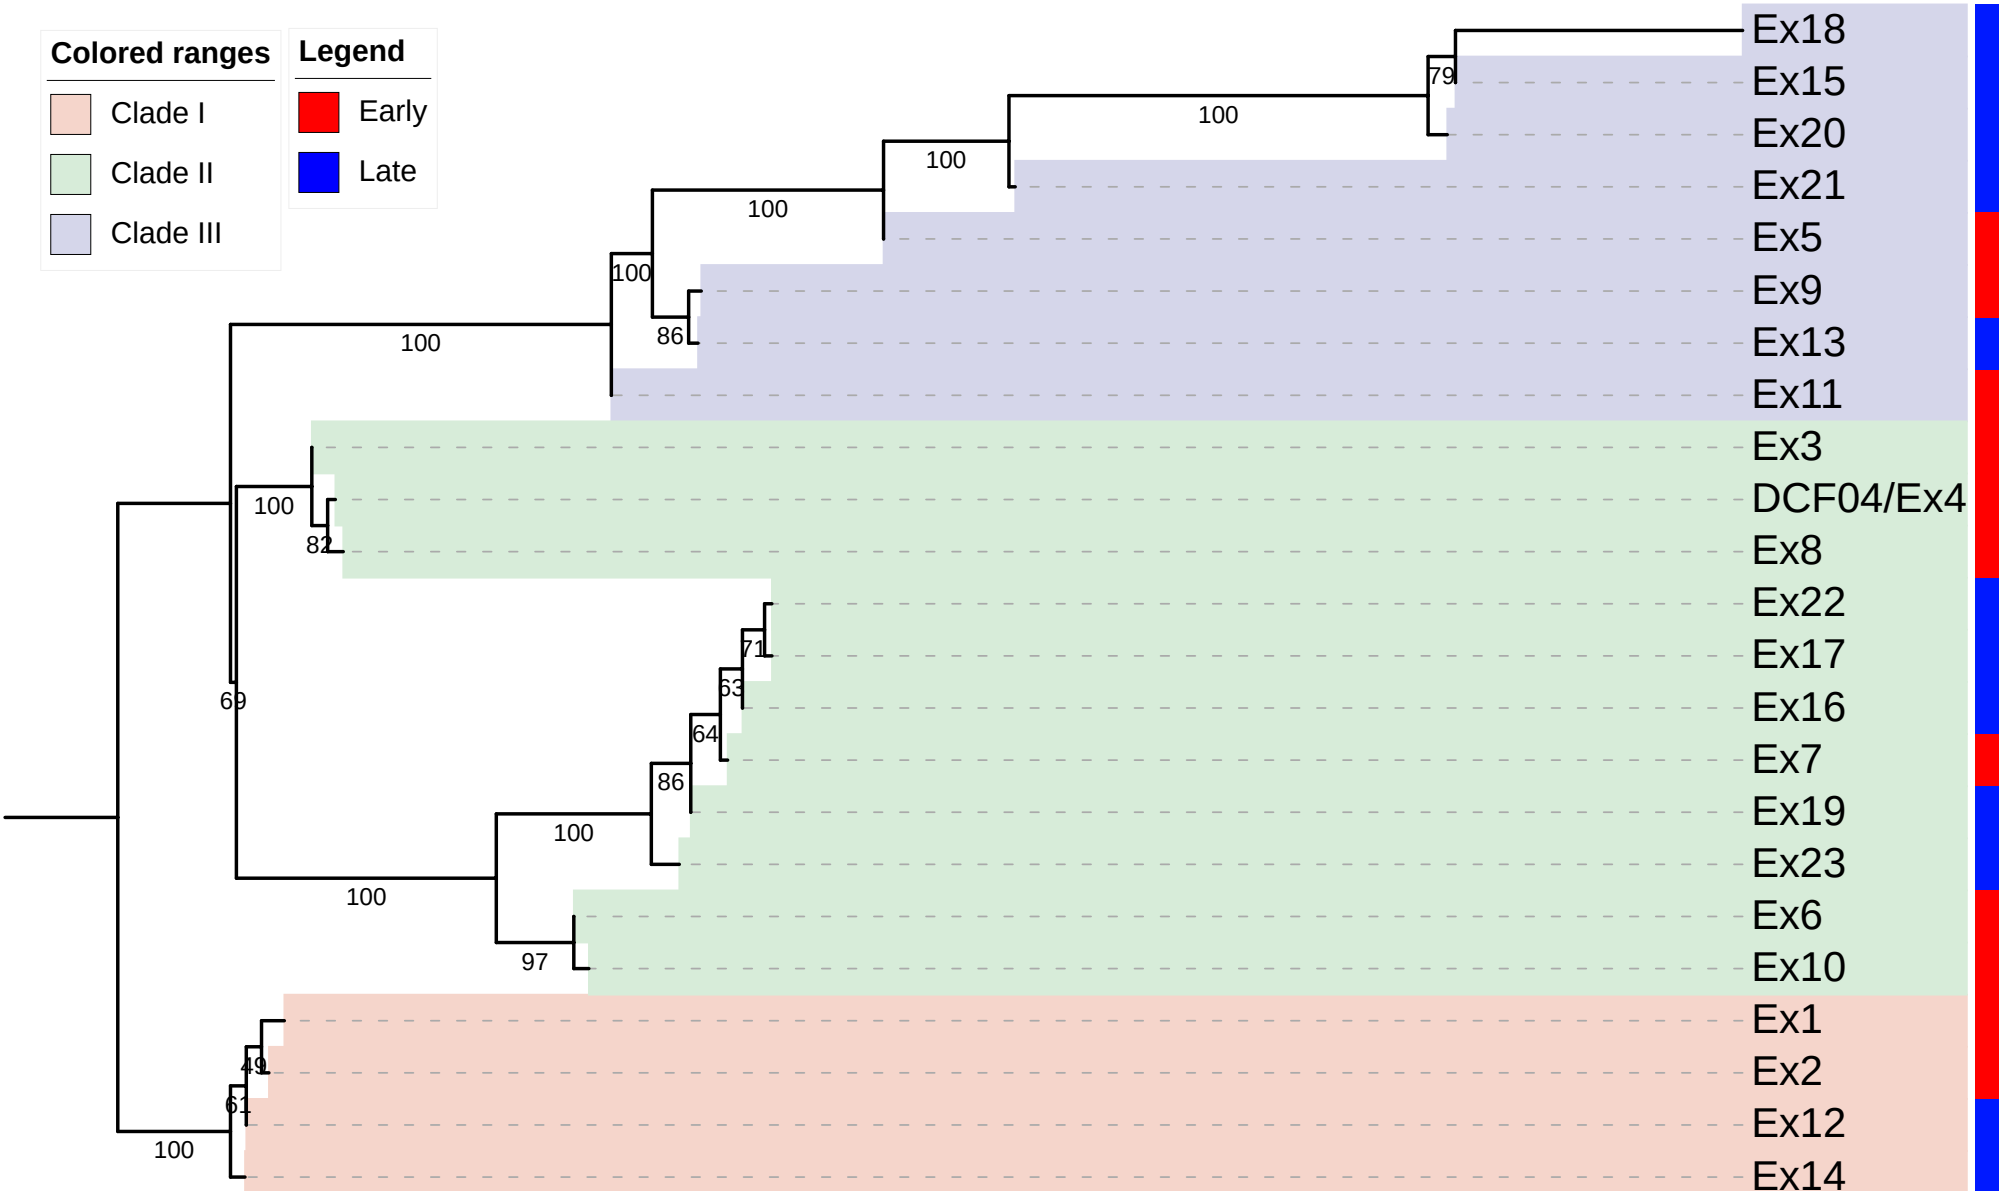 Colored ranges
Clade I
Clade II
Clade III
Legend
Early
Late
Ex18
79
Ex15
100
Ex20
100
Ex21
100
Ex5
100
Ex9
86
Ex13
100
Ex11
Ex3
100
DCF04/Ex4
82
Ex8
Ex22
71
Ex17
63
69
Ex16
64
Ex7
86
Ex19
100
Ex23
100
Ex6
97
Ex10
Ex1
49
Ex2
61
Ex12
100
Ex14